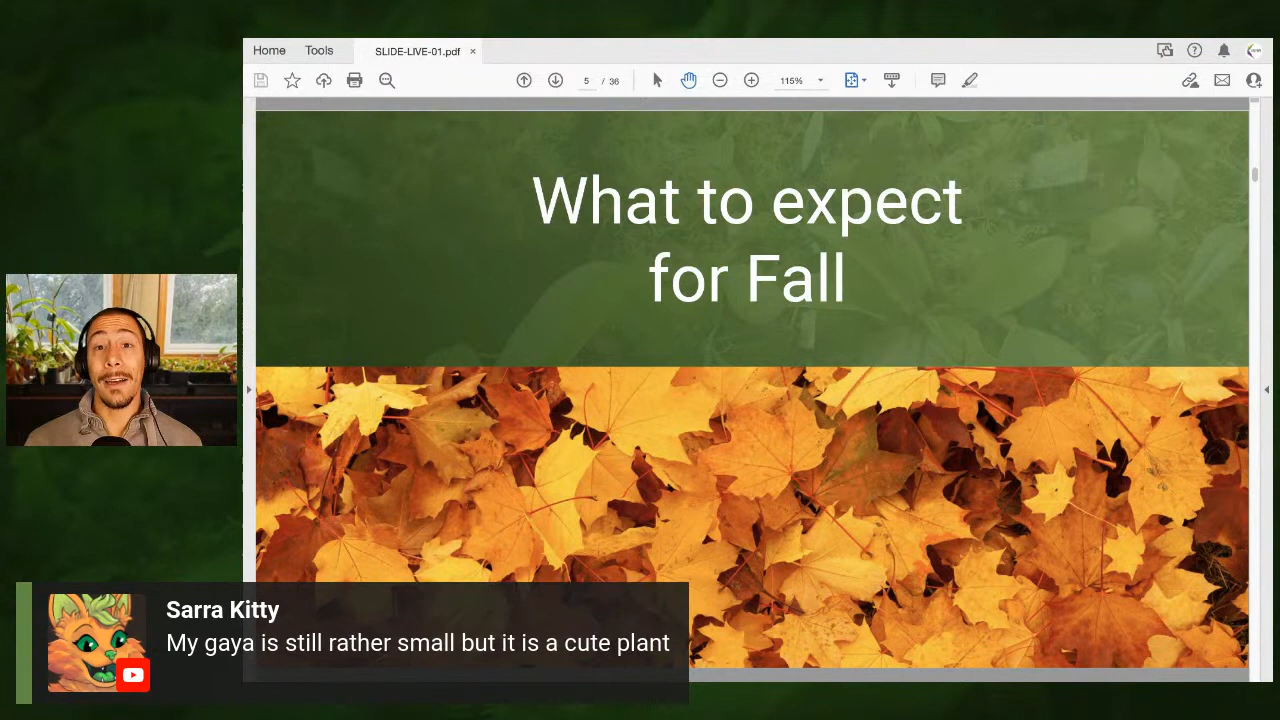 Home Tools SLIDE-LIVE-01.pdf ×
5 / 36 115%
What to expect
for Fall
Sarra Kitty
My gaya is still rather small but it is a cute plant